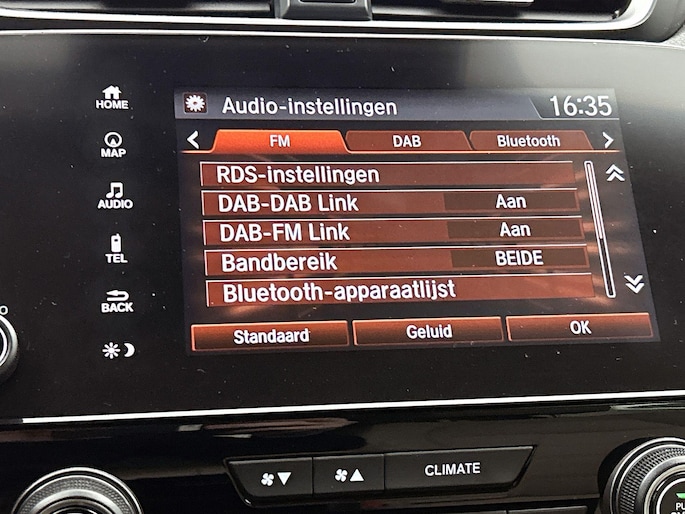 HOME
MAP
AUDIO
TEL
BACK
Audio-instellingen 16:35
FM DAB Bluetooth
RDS-instellingen
DAB-DAB Link Aan
DAB-FM Link Aan
Bandbereik BEIDE
Bluetooth-apparaatlijst
Standaard Geluid OK
CLIMATE